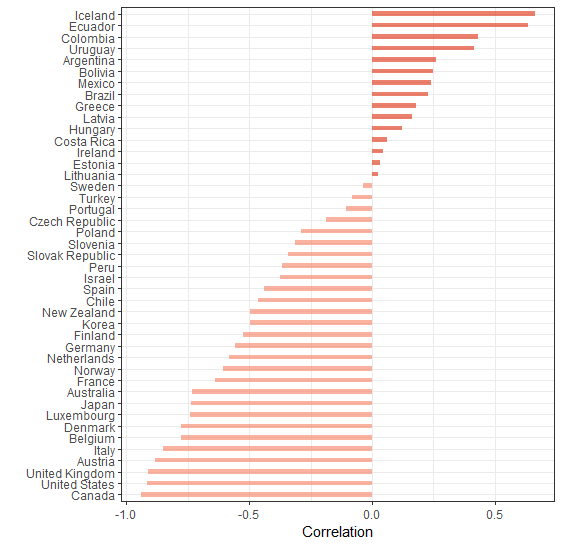 Iceland
Ecuador
Colombia
Uruguay
Argentina
Bolivia
Mexico
Brazil
Greece
Latvia
Hungary
Costa Rica
Ireland
Estonia
Lithuania
Sweden
Turkey
Portugal
Czech Republic
Poland
Slovenia
Slovak Republic
Peru
Israel
Spain
Chile
New Zealand
Korea
Finland
Germany
Netherlands
Norway
France
Australia
Japan
Luxembourg
Denmark
Belgium
Italy
Austria
United Kingdom
United States
Canada
-1.0 -0.5 0.0 0.5
Correlation